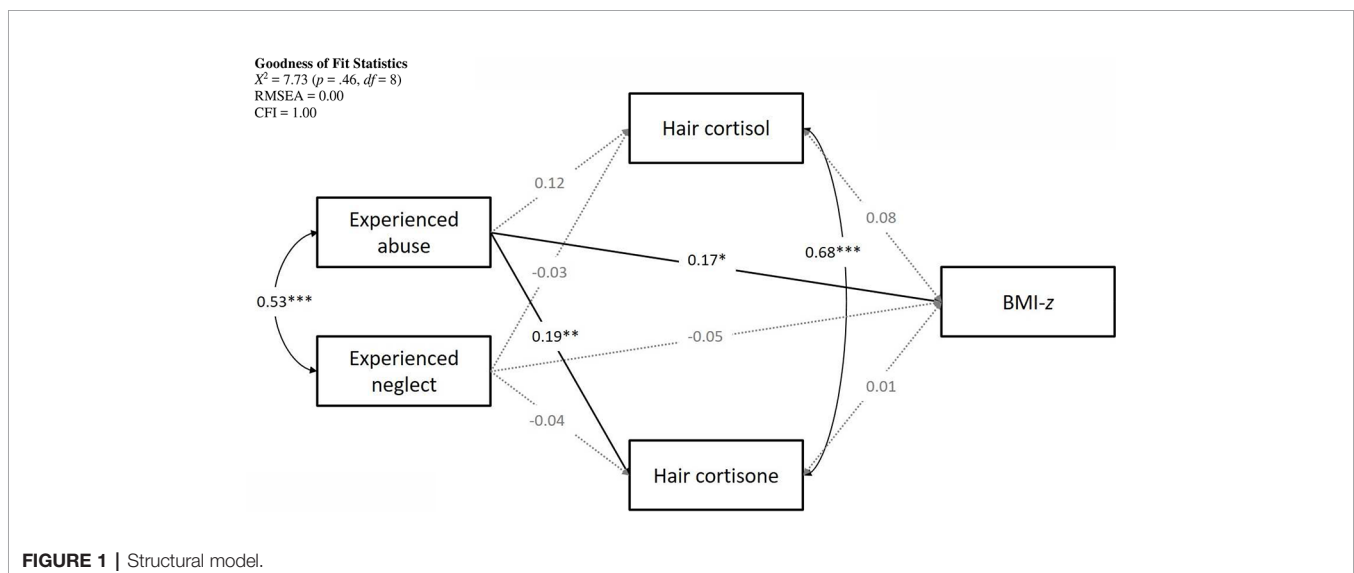 Goodness of Fit Statistics
X² = 7.73 (p = .46, df = 8)
RMSEA = 0.00
CFI = 1.00
Hair cortisol
0.12
Experienced
abuse
0.08
0.68***
0.17*
-0.03
0.53***
BMI-z
0.19**
-0.05
Experienced
neglect
0.01
-0.04
Hair cortisone
FIGURE 1 | Structural model.